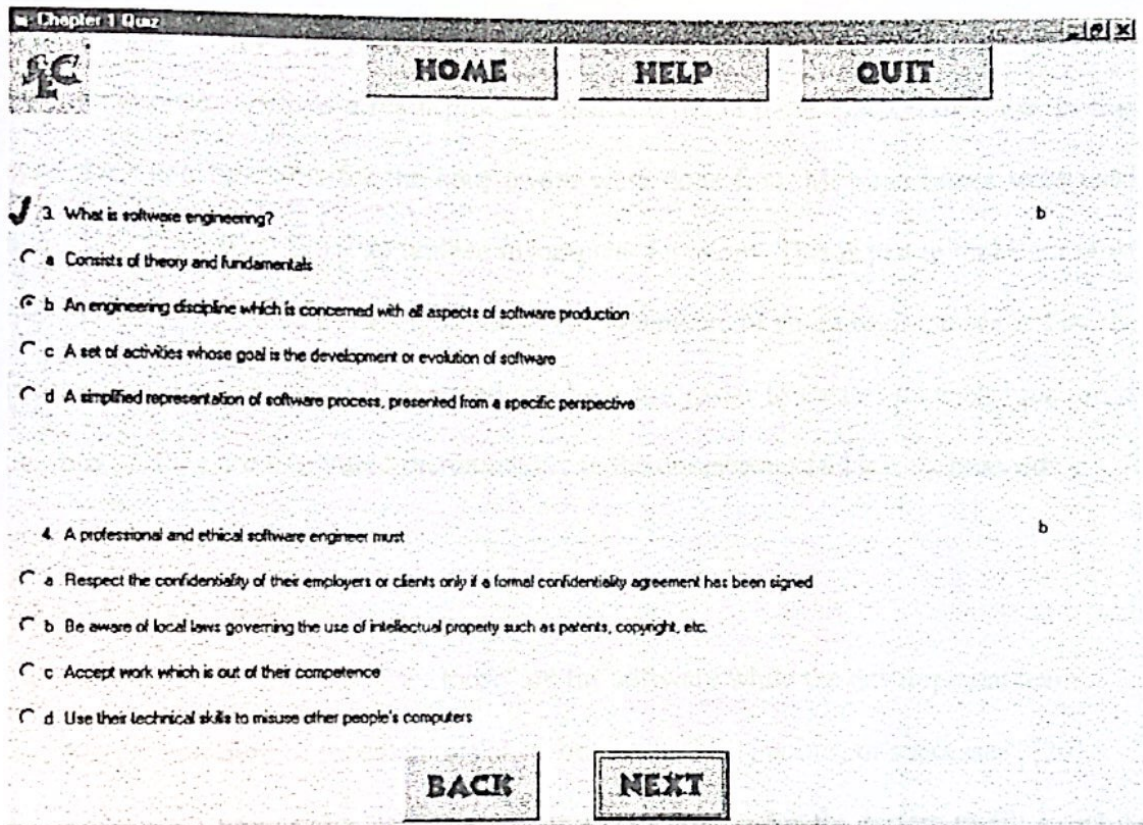 Chapter 1 Quiz
SEC
HOME HELP QUIT
3. What is software engineering? b
a Consists of theory and fundamentals
b An engineering discipline which is concerned with all aspects of software production
c A set of activities whose goal is the development or evolution of software
d A simplified representation of software process, presented from a specific perspective
4. A professional and ethical software engineer must b
a Respect the confidentiality of their employers or clients only if a formal confidentiality agreement has been signed
b Be aware of local laws governing the use of intellectual property such as patents, copyright, etc.
c Accept work which is out of their competence
d Use their technical skills to misuse other people's computers
BACK NEXT